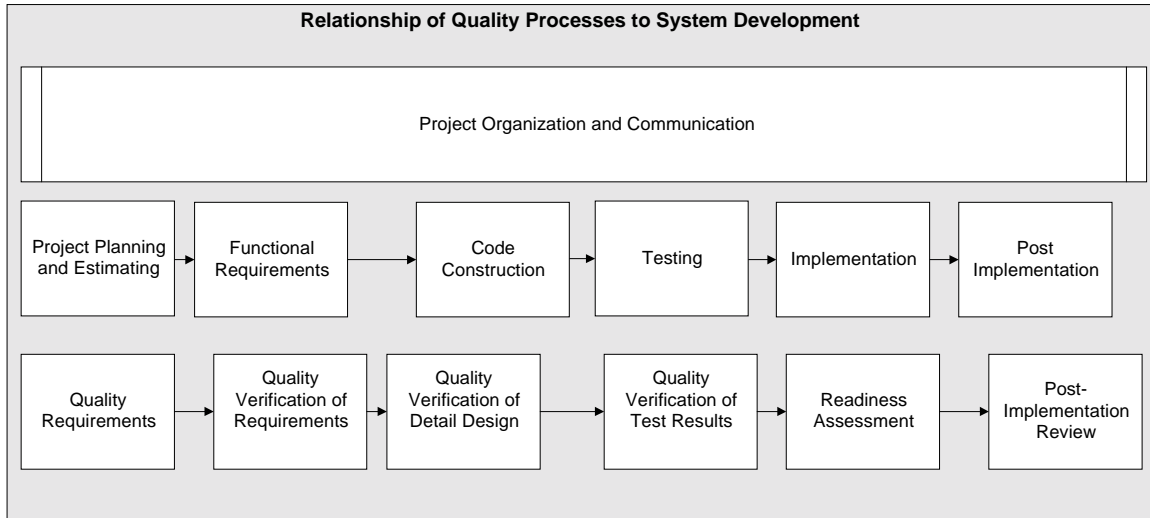 Relationship of Quality Processes to System Development
Project Organization and Communication
Project Planning
and Estimating
Functional
Requirements
Code
Construction
Testing
Implementation
Post
Implementation
Quality
Requirements
Quality
Verification of
Requirements
Quality
Verification of
Detail Design
Quality
Verification of
Test Results
Readiness
Assessment
Post-
Implementation
Review